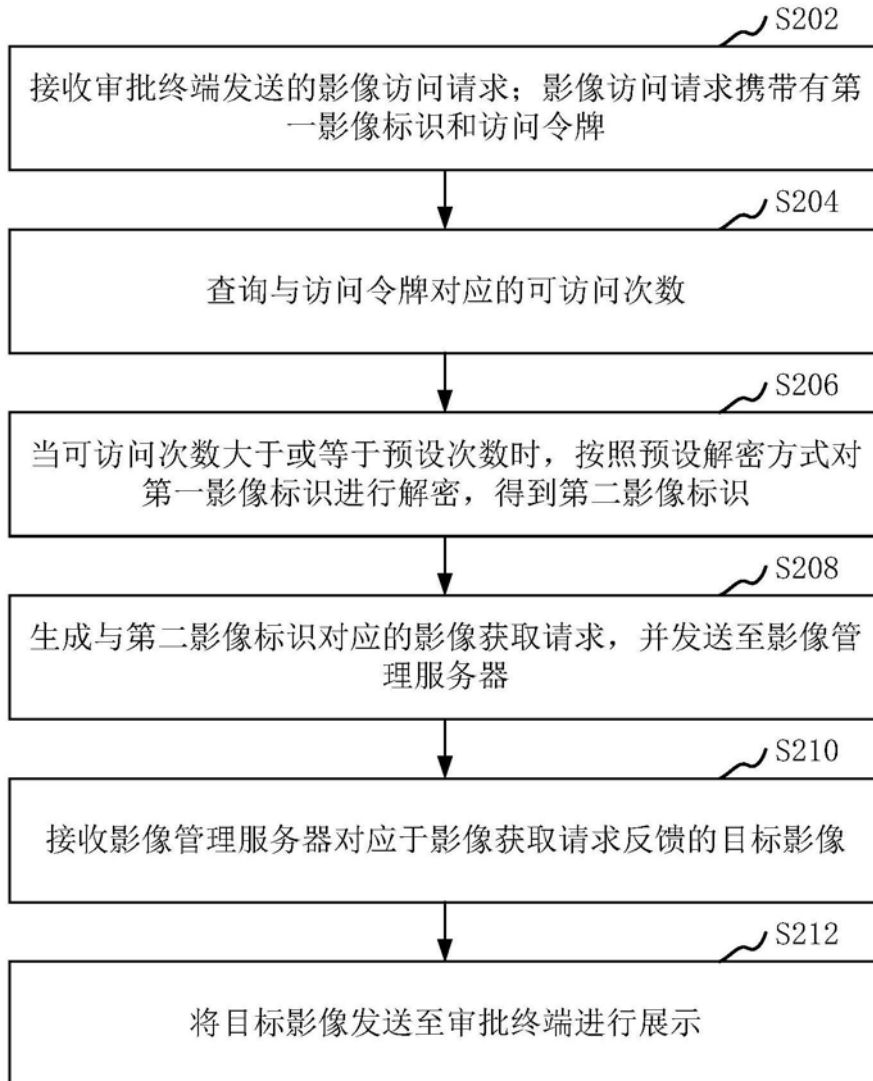 S202
接收审批终端发送的影像访问请求；影像访问请求携带有第
一影像标识和访问令牌
S204
查询与访问令牌对应的可访问次数
S206
当可访问次数大于或等于预设次数时，按照预设解密方式对
第一影像标识进行解密，得到第二影像标识
S208
生成与第二影像标识对应的影像获取请求，并发送至影像管
理服务器
S210
接收影像管理服务器对应于影像获取请求反馈的目标影像
S212
将目标影像发送至审批终端进行展示